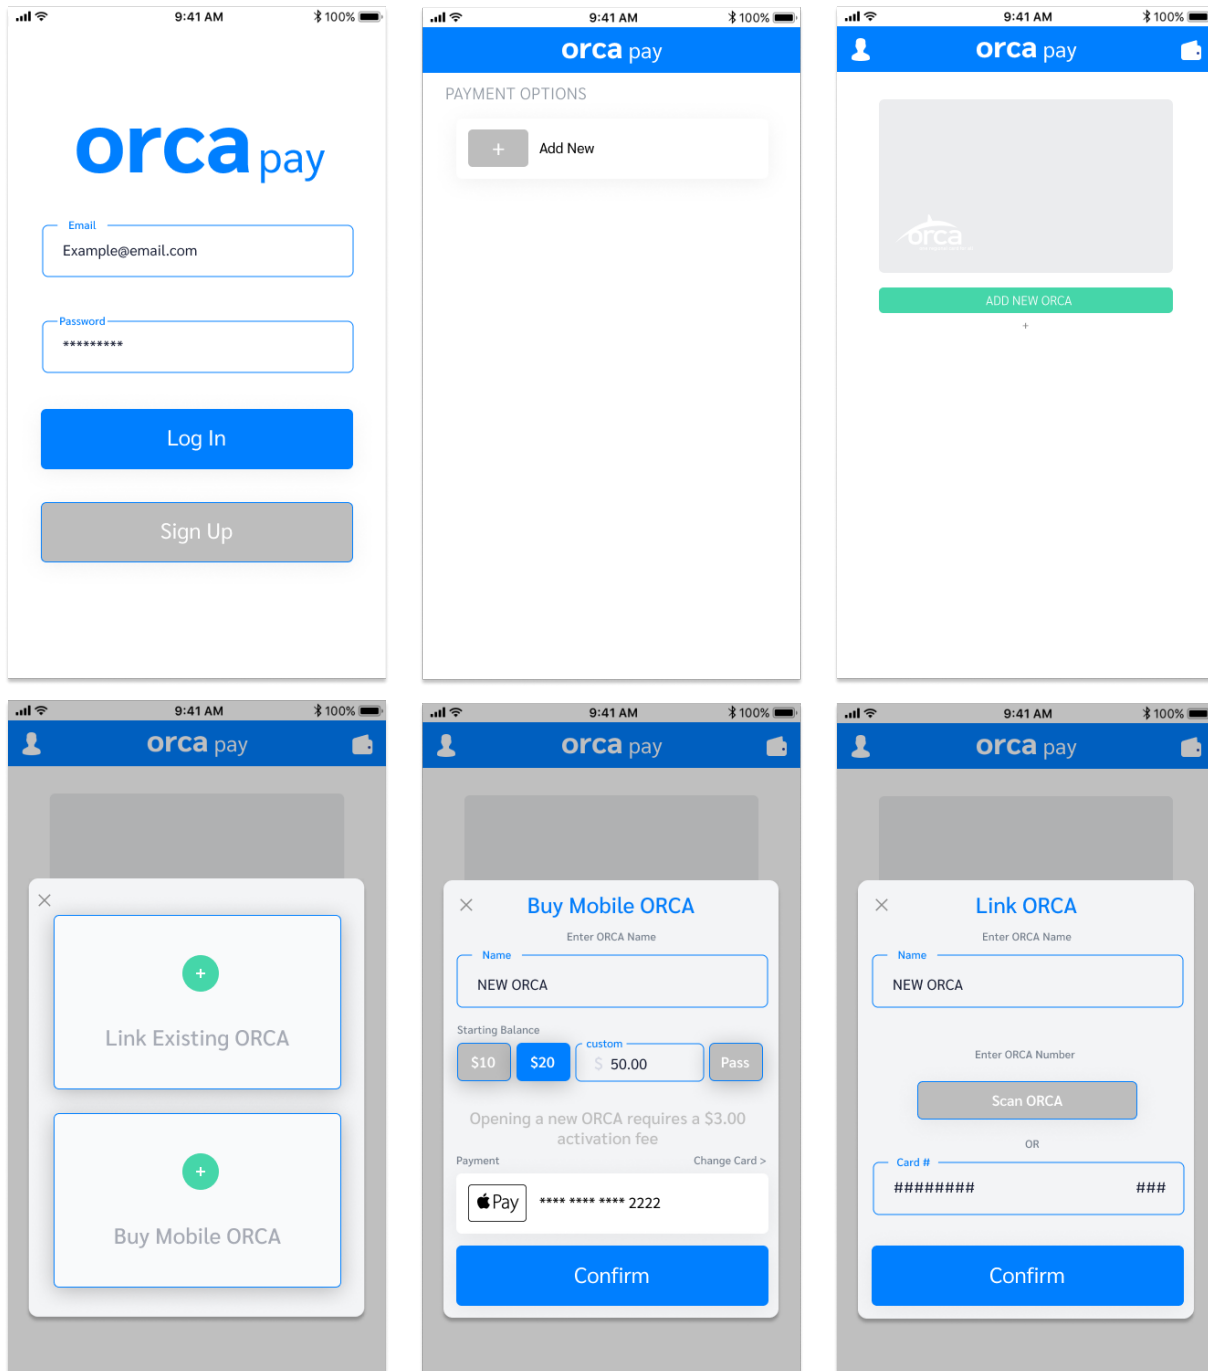 9:41 AM 100%
orca pay
Email
Example@email.com
Password
*********
Log In
Sign Up
9:41 AM 100%
orca pay
PAYMENT OPTIONS
+ Add New
9:41 AM 100%
orca pay
orca
ADD NEW ORCA
+
9:41 AM 100%
orca pay
+
Link Existing ORCA
+
Buy Mobile ORCA
9:41 AM 100%
orca pay
Buy Mobile ORCA
Enter ORCA Name
Name
NEW ORCA
Starting Balance
custom
$10 $20 $ 50.00 Pass
Opening a new ORCA requires a $3.00
activation fee
Payment Change Card >
Pay **** **** **** 2222
Confirm
9:41 AM 100%
orca pay
Link ORCA
Enter ORCA Name
Name
NEW ORCA
Enter ORCA Number
Scan ORCA
OR
Card #
######## ###
Confirm